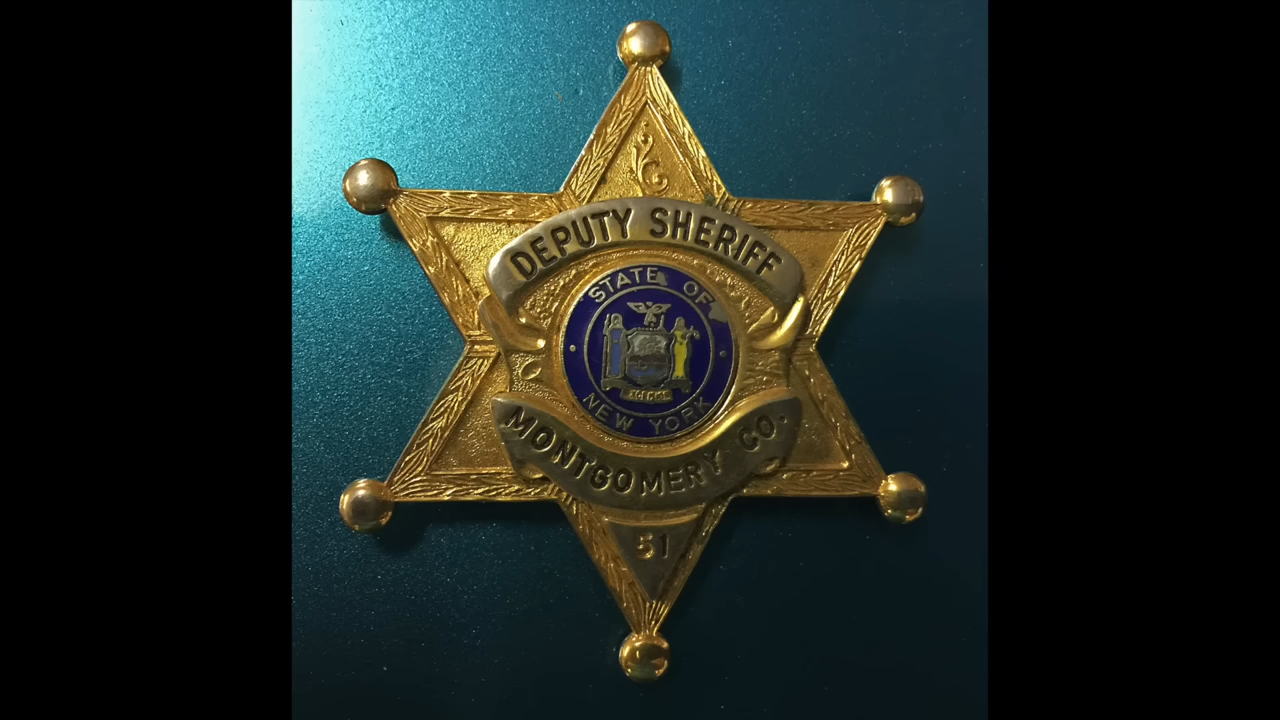 DEPUTY SHERIFF
STATE OF
NEW YORK
MONTGOMERY CO.
51